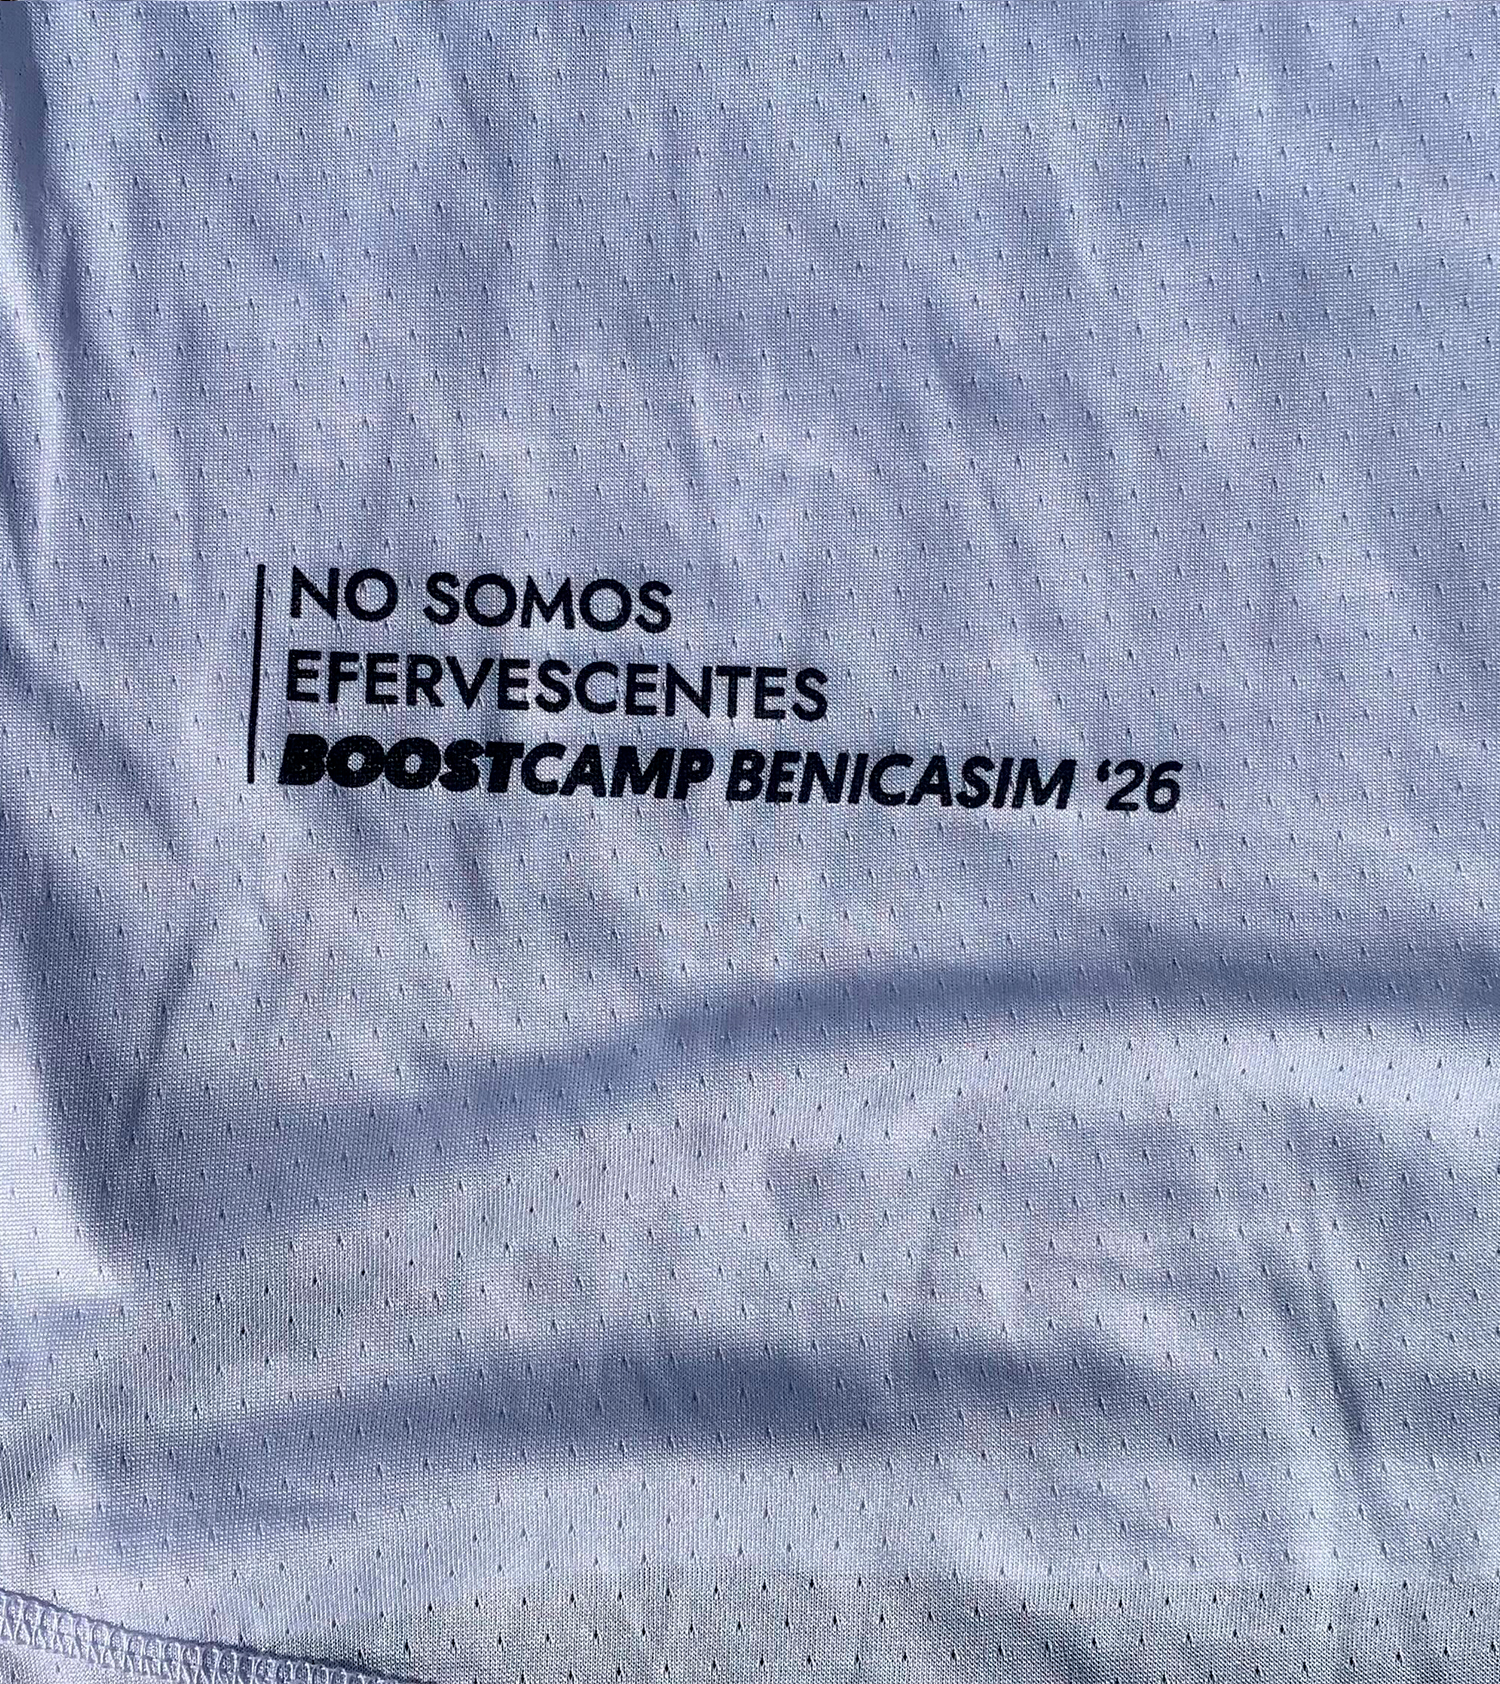 NO SOMOS
EFERVESCENTES
BOOSTCAMP BENICASIM ‘26